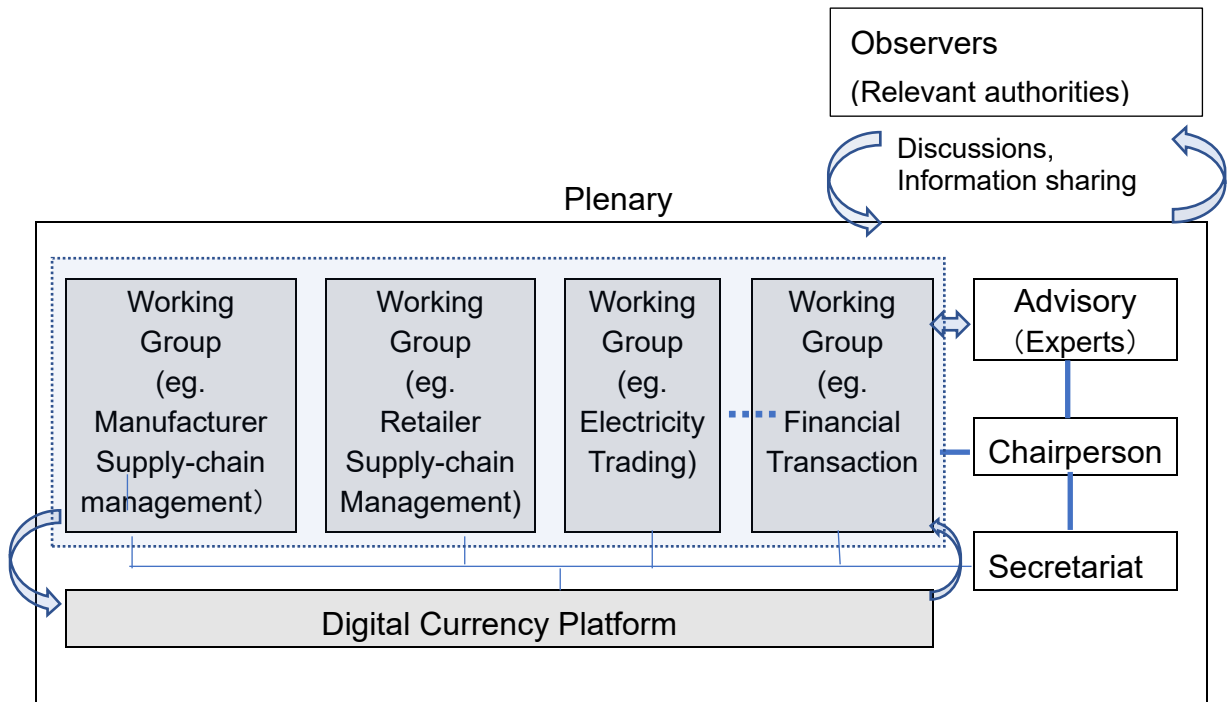 Observers
(Relevant authorities)
Discussions,
Information sharing
Plenary
Working
Group
(eg.
Manufacturer
Supply-chain
management）
Working
Group
(eg.
Retailer
Supply-chain
Management)
Working
Group
(eg.
Electricity
Trading)
Working
Group
(eg.
Financial
Transaction
Advisory
（Experts）
Chairperson
Secretariat
Digital Currency Platform